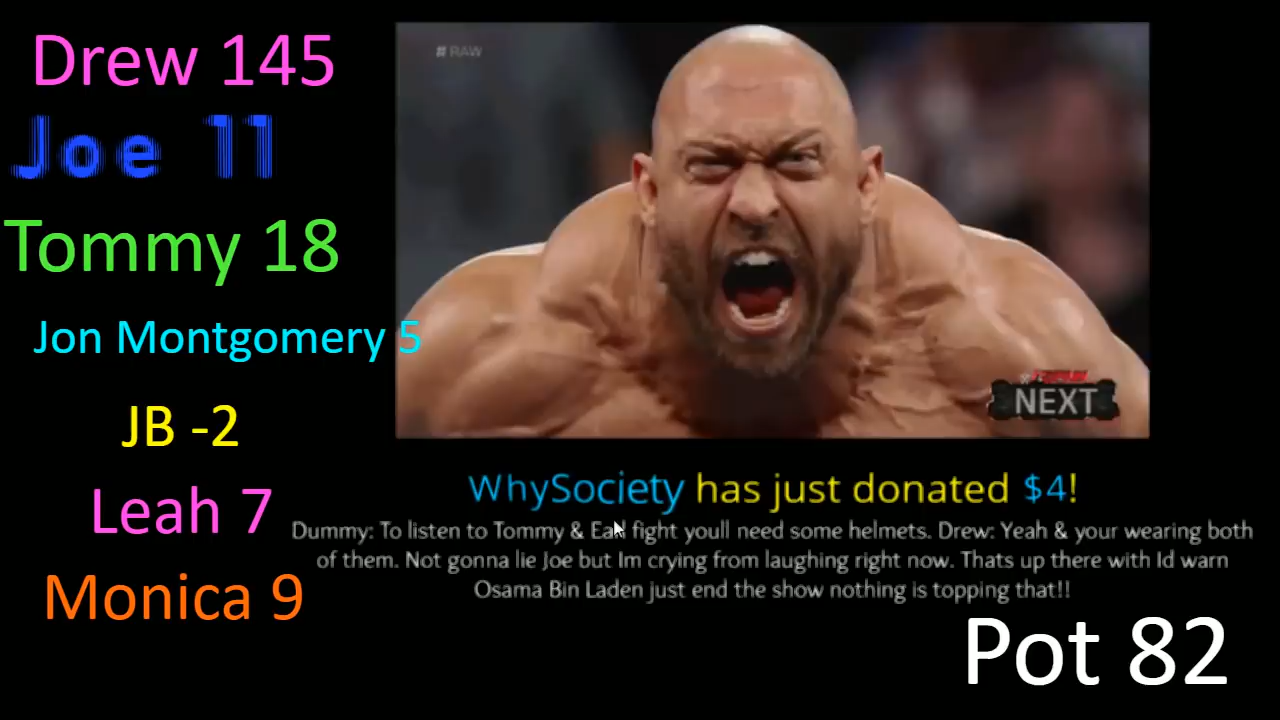 Drew 145
#RAW
Joe 11
Tommy 18
Jon Montgomery 5
NEXT
JB -2
WhySociety has just donated $4!
Leah 7
Dummy: To listen to Tommy & Earl fight youll need some helmets. Drew: Yeah & your wearing both
of them. Not gonna lie Joe but Im crying from laughing right now. Thats up there with Id warn
Osama Bin Laden just end the show nothing is topping that!!
Monica 9
Pot 82